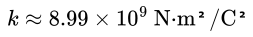 k ≈ 8.99 × 10⁹ N·m²/C²